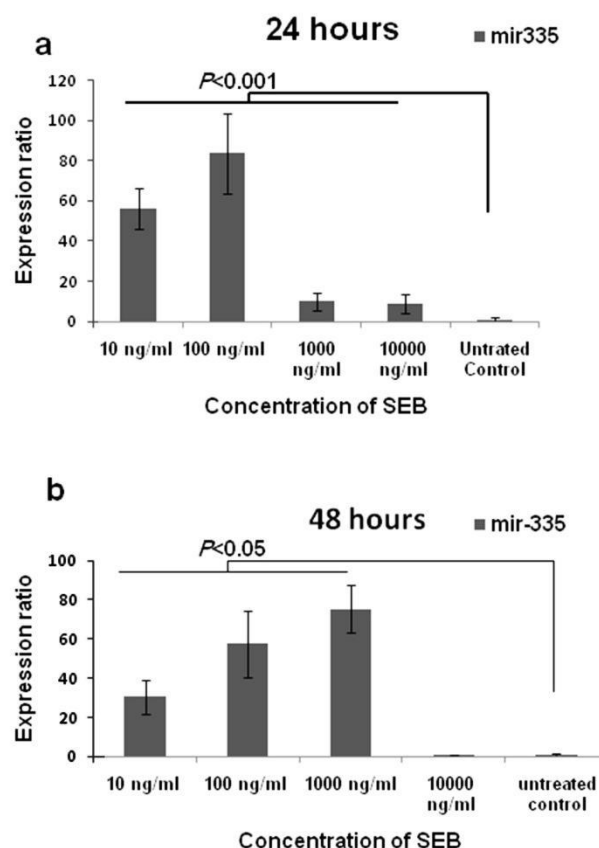 a
24 hours
mir335
P<0.001
Expression ratio
120
100
80
60
40
20
0
10 ng/ml 100 ng/ml 1000 10000 Untrated
ng/ml ng/ml Control
Concentration of SEB
b
48 hours
mir-335
P<0.05
Expression ratio
100
80
60
40
20
0
10 ng/ml 100 ng/ml 1000 ng/ml 10000 untreated
ng/ml control
Concentration of SEB